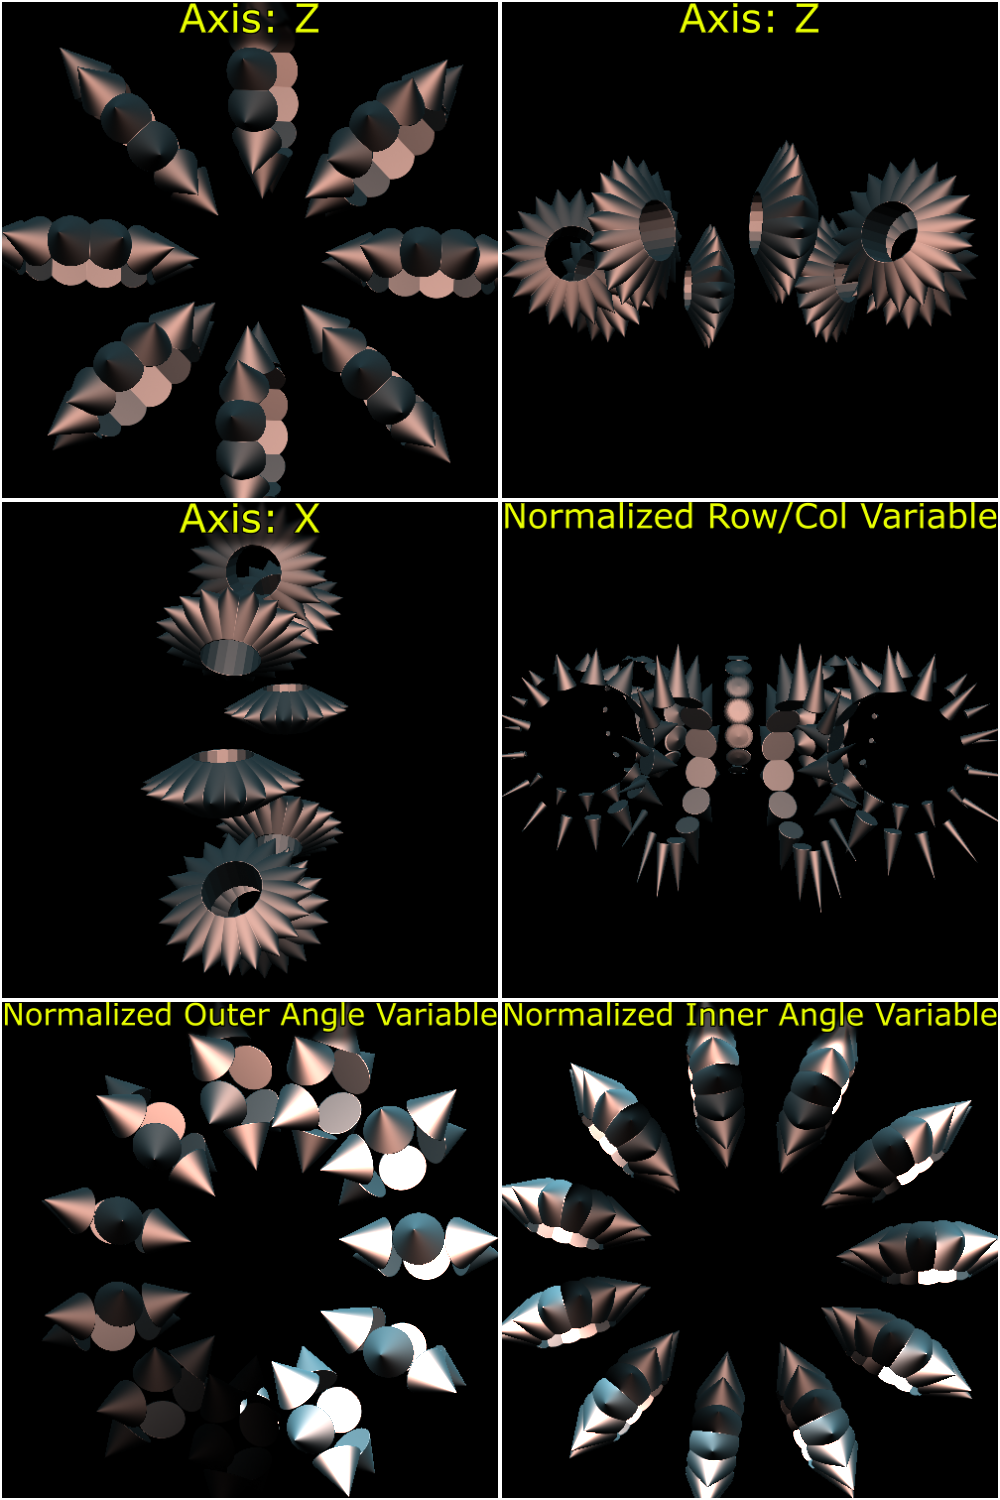 Axis: Z
Axis: Z
Axis: X
Normalized Row/Col Variable
Normalized Outer Angle Variable
Normalized Inner Angle Variable